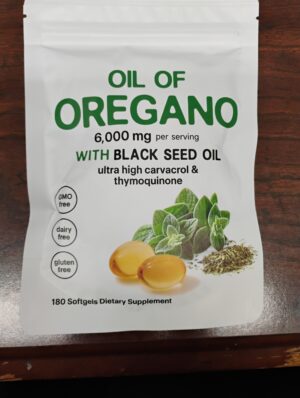 OIL OF
OREGANO
6,000 mg per serving
WITH BLACK SEED OIL
ultra high carvacrol &
thymoquinone
GMO
free
dairy
free
gluten
free
180 Softgels Dietary Supplement